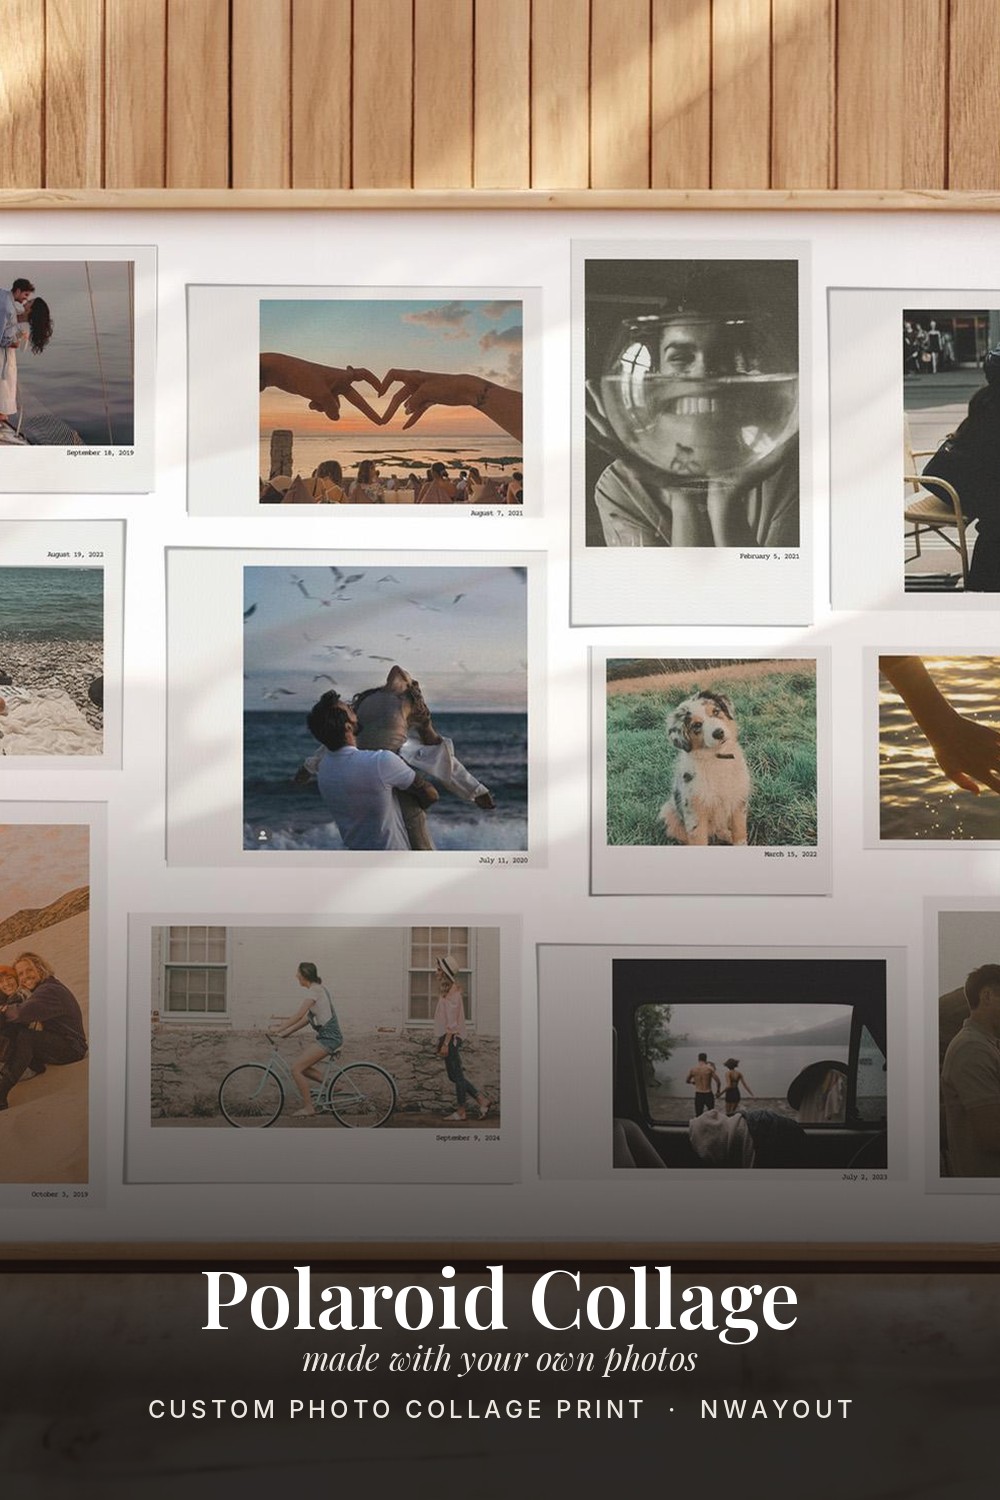 September 18, 2019
August 7, 2021
February 5, 2021
August 19, 2022
July 11, 2020
March 15, 2022
September 9, 2024
July 2, 2023
October 3, 2019
Polaroid Collage
made with your own photos
CUSTOM PHOTO COLLAGE PRINT · NWAYOUT